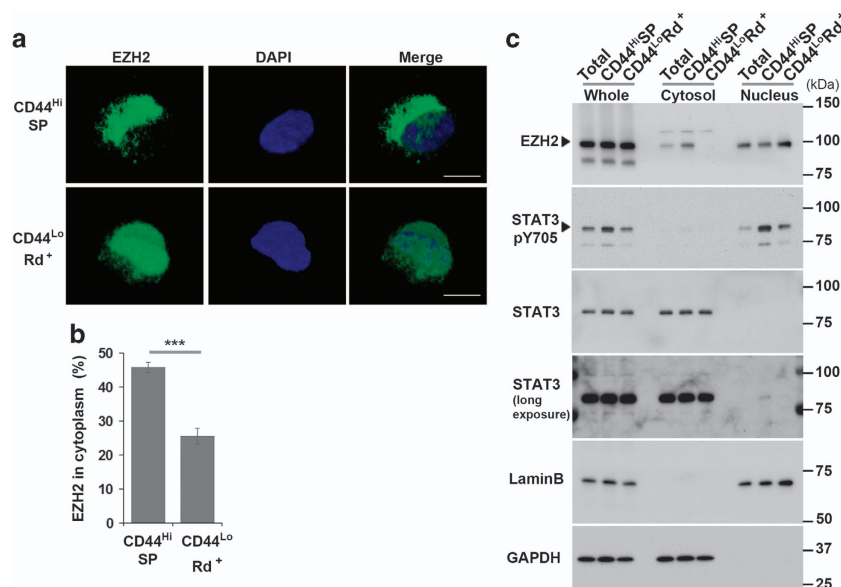 a
EZH2 DAPI Merge
CD44Hi
SP
CD44Lo
Rd+
b
***
EZH2 in cytoplasm (%)
50
40
30
20
10
0
CD44Hi
SP
CD44Lo
Rd+
c
Total CD44HiSP CD44LoRd+ Total CD44HiSP CD44LoRd+ Total CD44HiSP CD44LoRd+
Whole Cytosol Nucleus (kDa)
150
EZH2 100
75
STAT3
pY705
100
75
STAT3
100
75
STAT3
(long
exposure)
100
75
LaminB
75
50
GAPDH
37
25